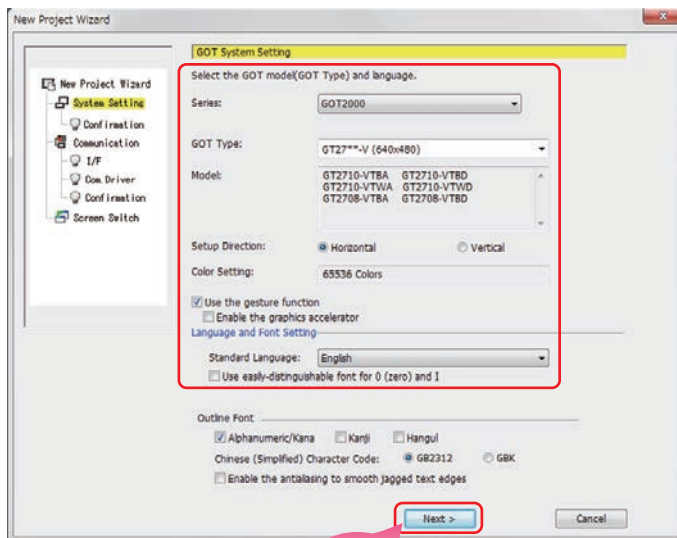 New Project Wizard
New Project Wizard
System Setting
Confirmation
Communication
I/F
Com. Driver
Confirmation
Screen Switch
GOT System Setting
Select the GOT model(GOT Type) and language.
Series: GOT2000
GOT Type: GT27**-V (640x480)
Model: GT2710-VTBA GT2710-VTBD
GT2710-VTWA GT2710-VTWD
GT2708-VTBA GT2708-VTBD
Setup Direction: Horizontal Vertical
Color Setting: 65536 Colors
Use the gesture function
Enable the graphics accelerator
Language and Font Setting
Standard Language: English
Use easily-distinguishable font for 0 (zero) and I
Outline Font
Alphanumeric/Kana Kanji Hangul
Chinese (Simplified) Character Code: GB2312 GBK
Enable the antialiasing to smooth jagged text edges
Next > Cancel